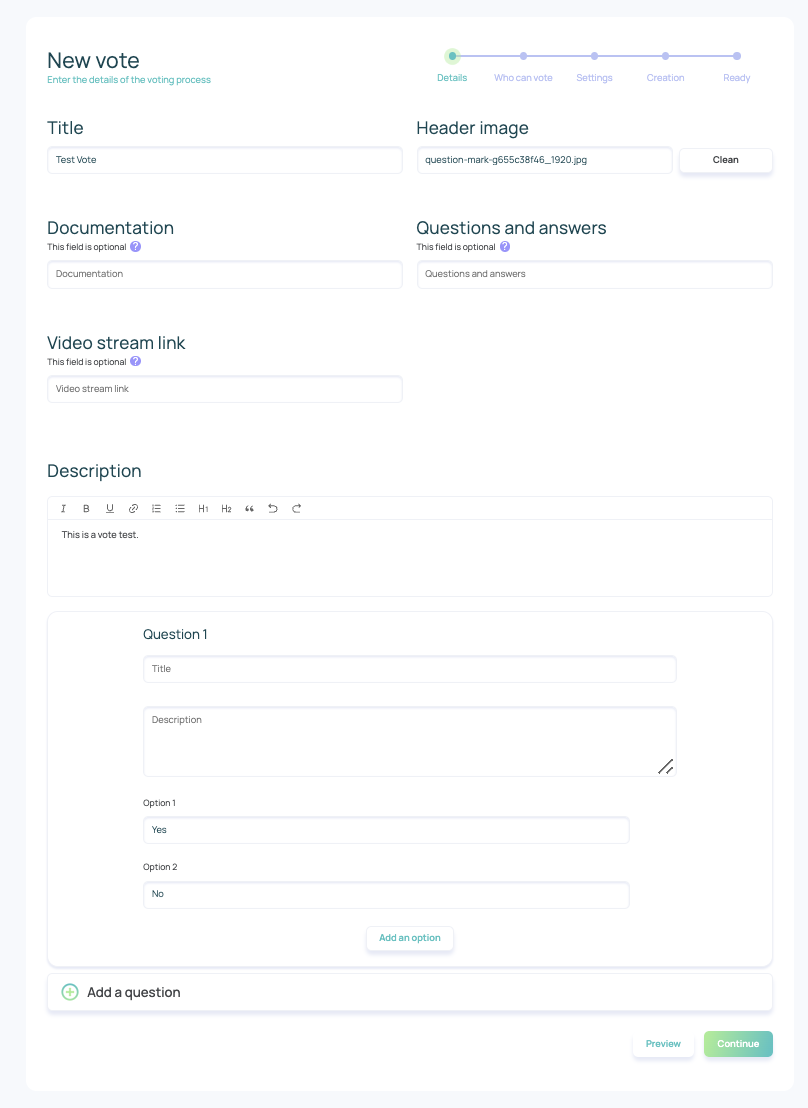 New vote
Enter the details of the voting process
Details
Who can vote
Settings
Creation
Ready
Title
Header image
Test Vote
question-mark-g655c38f46_1920.jpg
Clean
Documentation
Questions and answers
This field is optional ?
This field is optional ?
Documentation
Questions and answers
Video stream link
This field is optional ?
Video stream link
Description
I B U H1 H2 “
This is a vote test.
Question 1
Title
Description
Option 1
Yes
Option 2
No
Add an option
Add a question
Preview
Continue